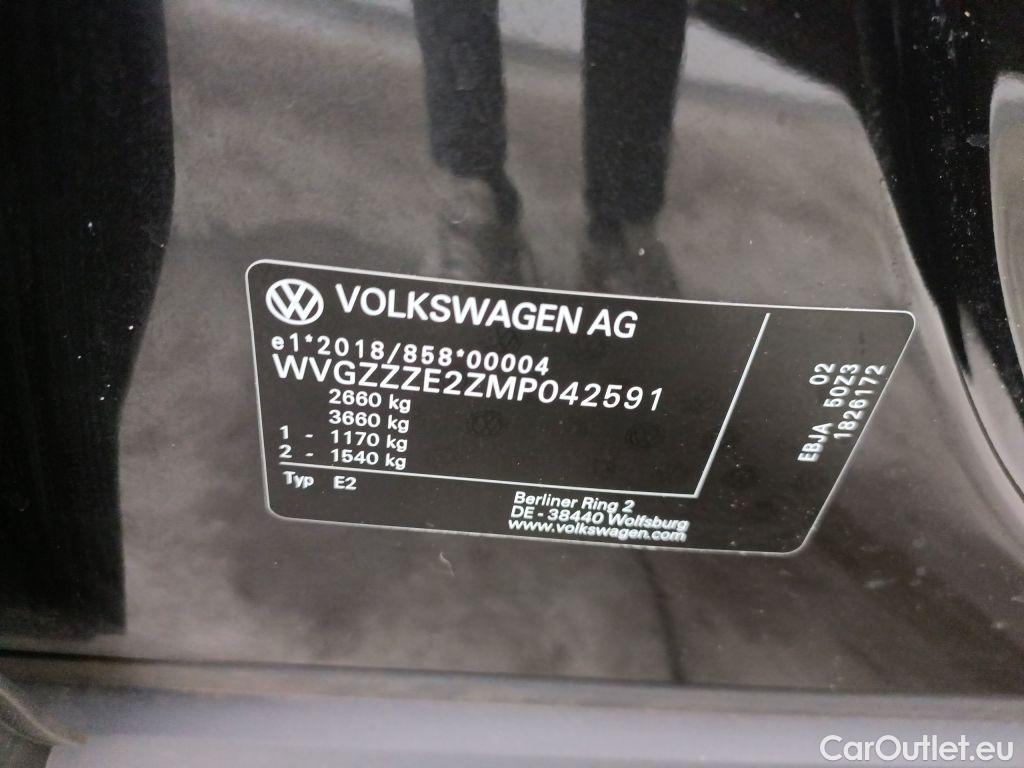 VOLKSWAGEN AG
e1*2018/858*00004
WVGZZZE2ZMP042591
2660 kg
3660 kg
1 - 1170 kg
2 - 1540 kg
Typ E2
Berliner Ring 2
DE - 38440 Wolfsburg
www.volkswagen.com
02
EBJA 50Z3
1826172
CarOutlet.eu